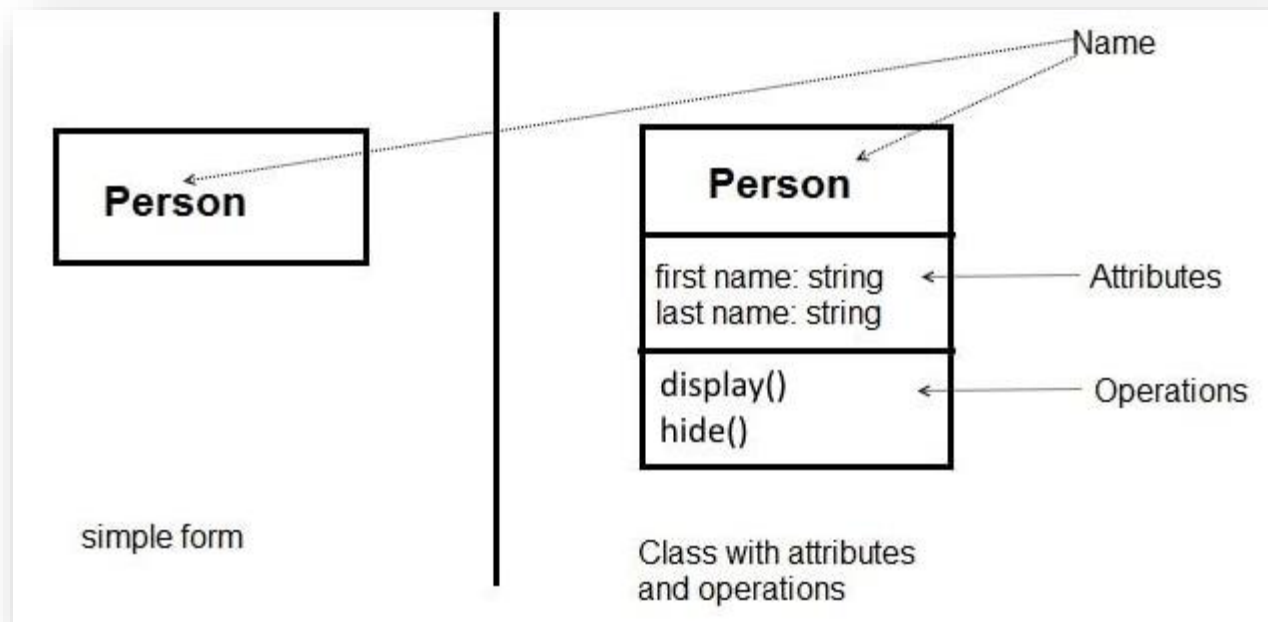 Name
Person
Person
first name: string
last name: string
Attributes
display()
hide()
Operations
simple form
Class with attributes
and operations